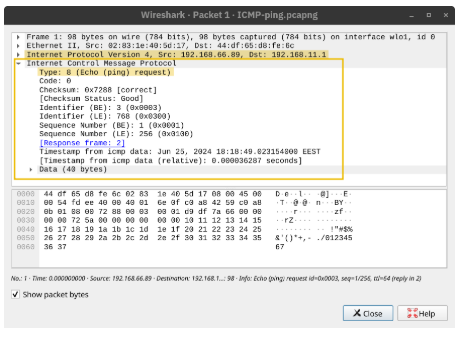 Wireshark · Packet 1 · ICMP-ping.pcapng
Frame 1: 98 bytes on wire (784 bits), 98 bytes captured (784 bits) on interface wlo1, id 0
Ethernet II, Src: 02:83:1e:40:5d:17, Dst: 44:df:65:d8:fe:6c
Internet Protocol Version 4, Src: 192.168.66.89, Dst: 192.168.11.1
Internet Control Message Protocol
Type: 8 (Echo (ping) request)
Code: 0
Checksum: 0x7288 [correct]
[Checksum Status: Good]
Identifier (BE): 3 (0x0003)
Identifier (LE): 768 (0x0300)
Sequence Number (BE): 1 (0x0001)
Sequence Number (LE): 256 (0x0100)
[Response frame: 2]
Timestamp from icmp data: Jun 25, 2024 18:18:49.023154000 EEST
[Timestamp from icmp data (relative): 0.000036287 seconds]
Data (40 bytes)
0000 44 df 65 d8 fe 6c 02 83 1e 40 5d 17 08 00 45 00 D·e··l·· ·@]···E·
0010 00 54 fd ee 40 00 40 01 6e 0f c0 a8 42 59 c0 a8 ·T··@·@· n···BY··
0020 0b 01 08 00 72 88 00 03 00 01 d9 df 7a 66 00 00 ····r··· ····zf··
0030 00 00 72 5a 00 00 00 00 00 00 10 11 12 13 14 15 ··rZ···· ········
0040 16 17 18 19 1a 1b 1c 1d 1e 1f 20 21 22 23 24 25 ········ ·· !"#$%
0050 26 27 28 29 2a 2b 2c 2d 2e 2f 30 31 32 33 34 35 &'()*+,- ./012345
0060 36 37 67
No.: 1 · Time: 0.000000000 · Source: 192.168.66.89 · Destination: 192.168.1...: 98 · Info: Echo (ping) request id=0x0003, seq=1/256, ttl=64 (reply in 2)
Show packet bytes
Close
Help